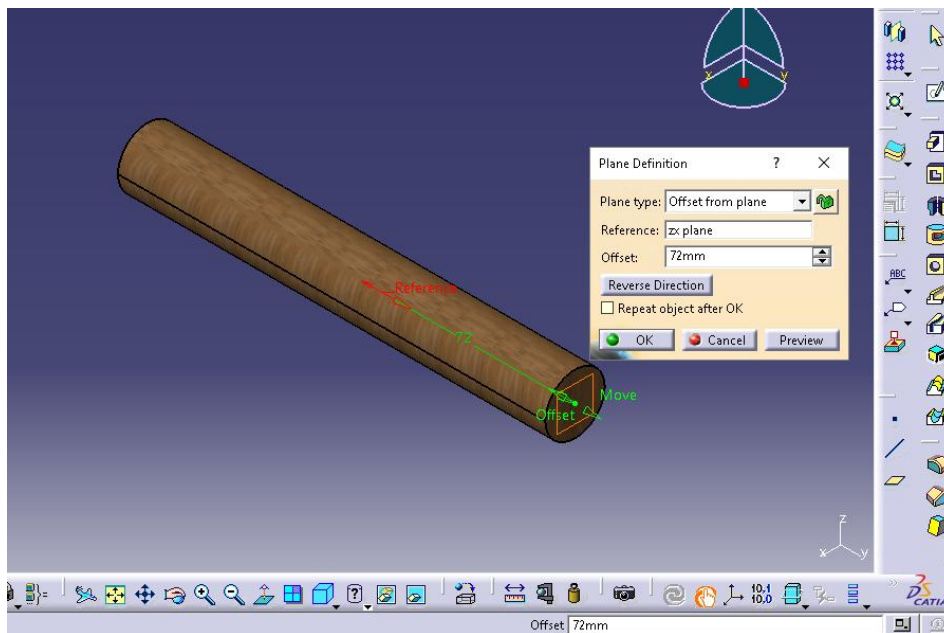 x
y
Plane Definition ? X
Plane type: Offset from plane
Reference: zx plane
Offset: 72mm
Reverse Direction
Repeat object after OK
OK Cancel Preview
Reference
72
Move
Offset
ABC
z
x y
10.1
10.0
CATIA
Offset 72mm